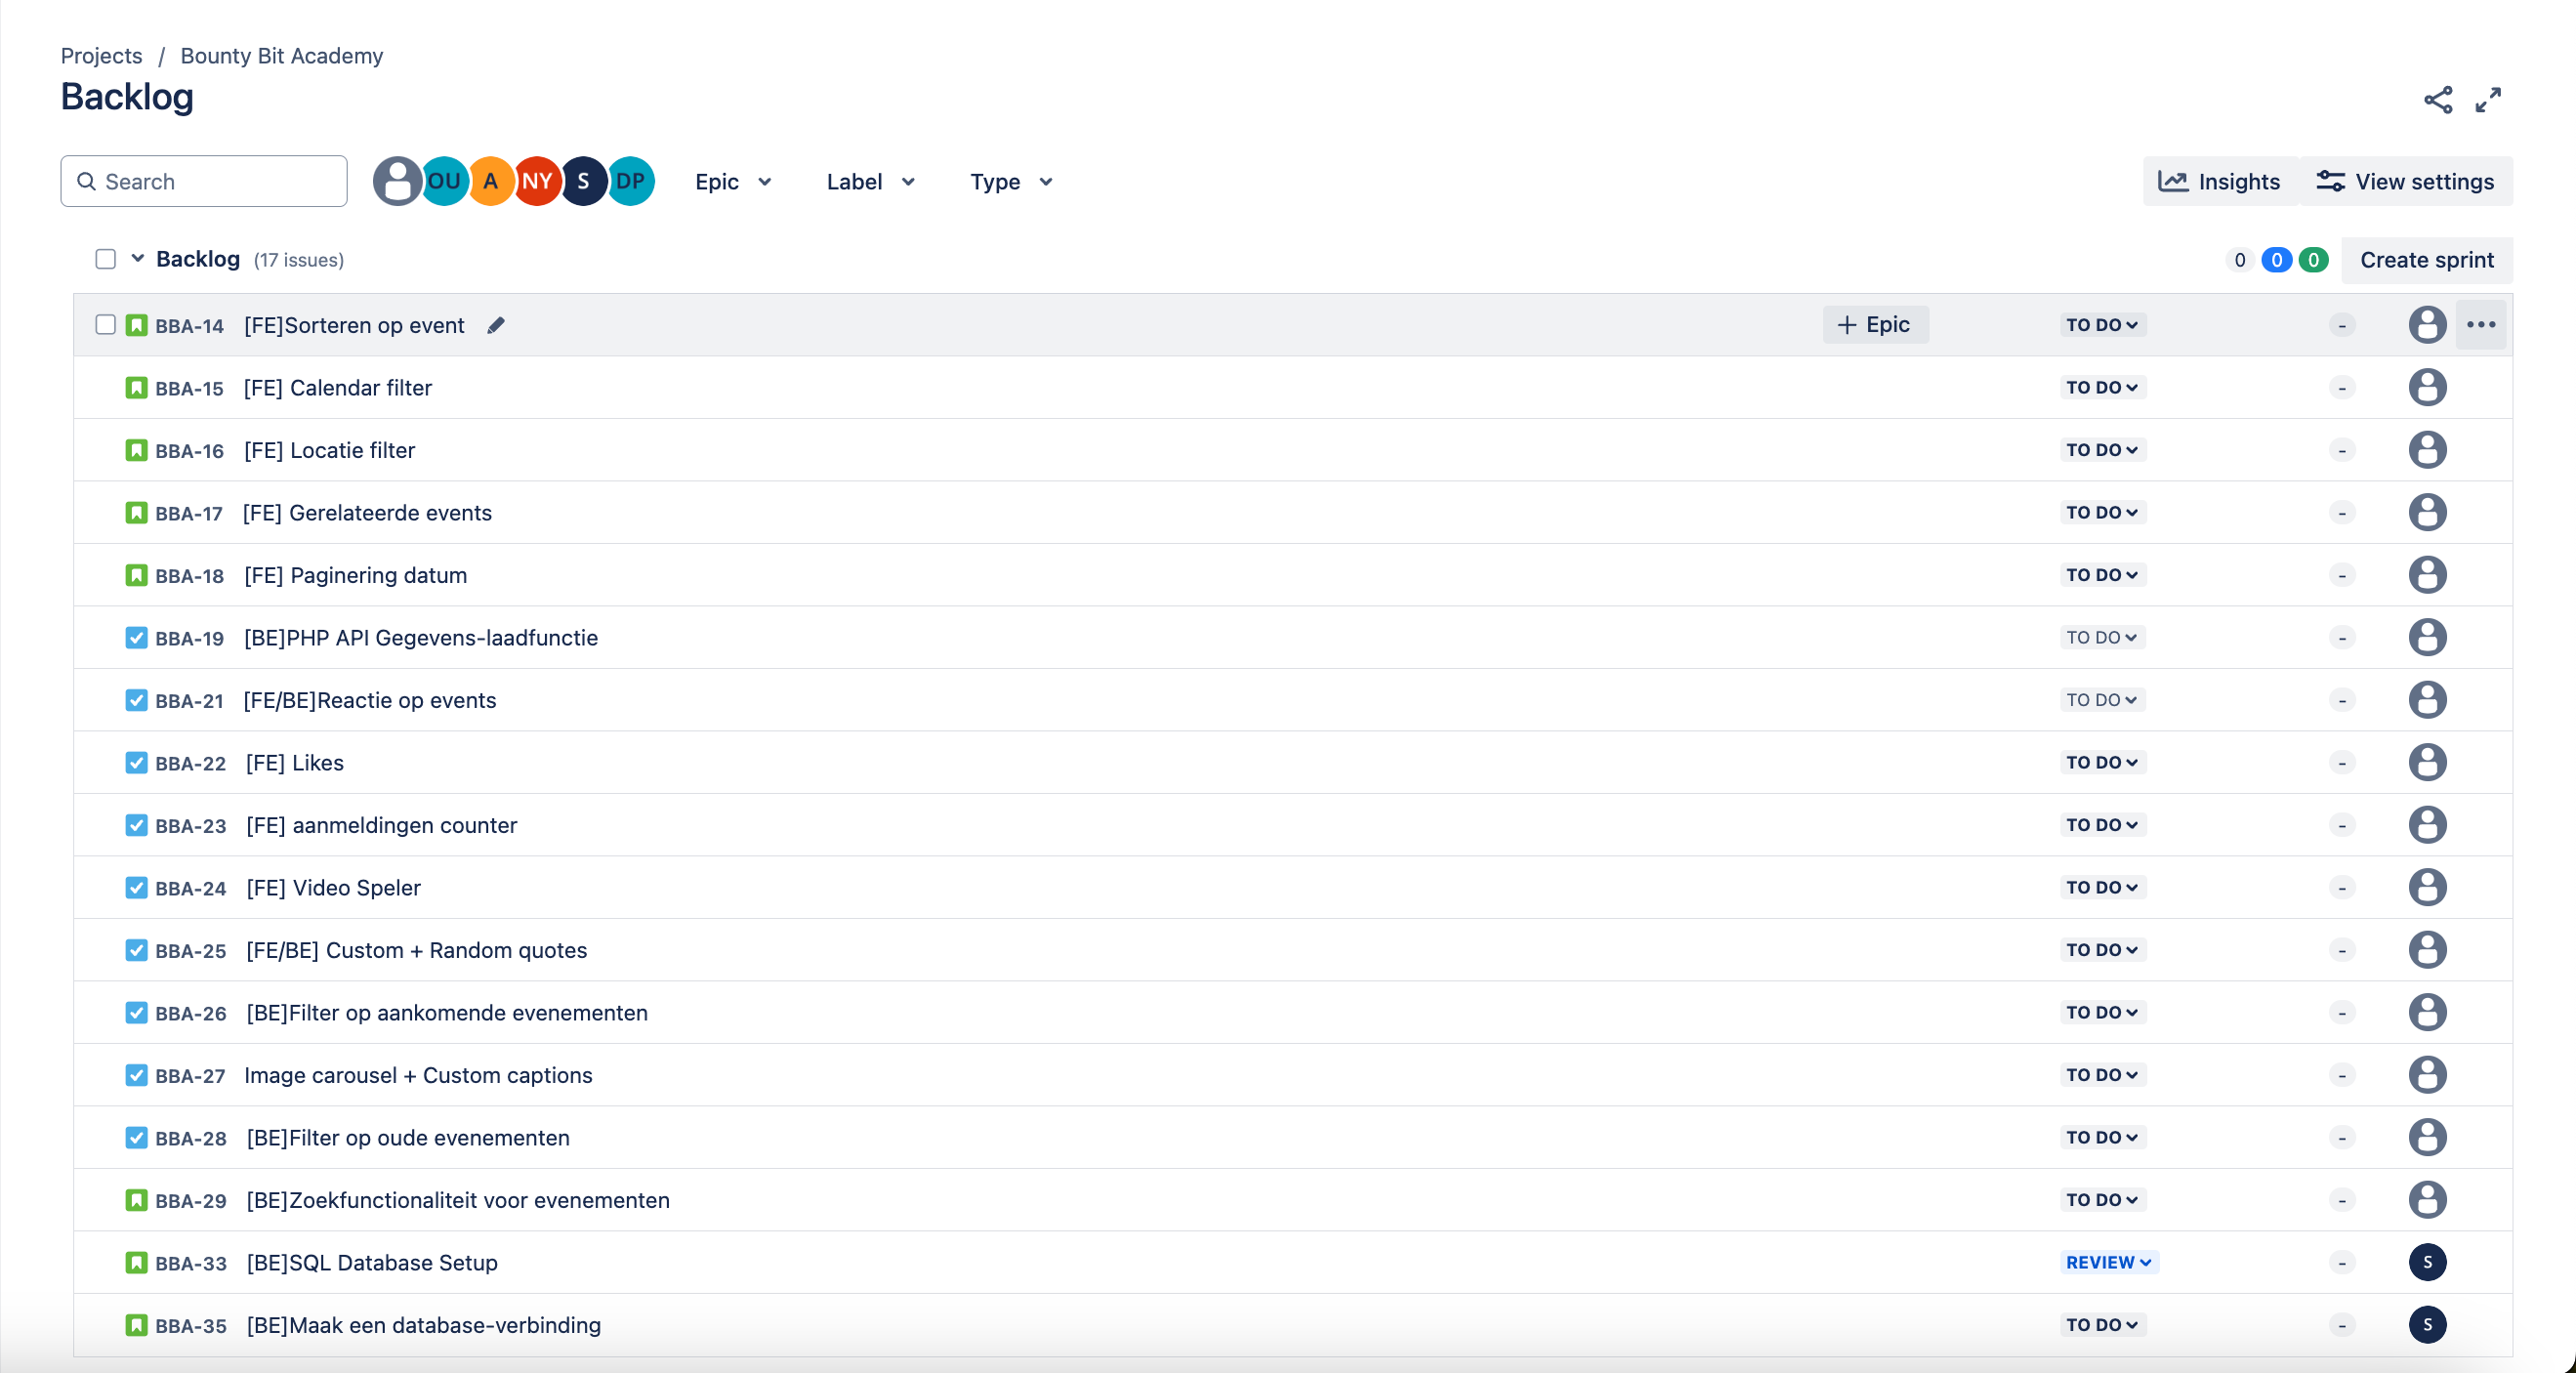 Projects / Bounty Bit Academy
Backlog
Search OU A NY S DP Epic Label Type Insights View settings
Backlog (17 issues) 0 0 0 Create sprint
BBA-14 [FE]Sorteren op event + Epic TO DO - ...
BBA-15 [FE] Calendar filter TO DO -
BBA-16 [FE] Locatie filter TO DO -
BBA-17 [FE] Gerelateerde events TO DO -
BBA-18 [FE] Paginering datum TO DO -
BBA-19 [BE]PHP API Gegevens-laadfunctie TO DO -
BBA-21 [FE/BE]Reactie op events TO DO -
BBA-22 [FE] Likes TO DO -
BBA-23 [FE] aanmeldingen counter TO DO -
BBA-24 [FE] Video Speler TO DO -
BBA-25 [FE/BE] Custom + Random quotes TO DO -
BBA-26 [BE]Filter op aankomende evenementen TO DO -
BBA-27 Image carousel + Custom captions TO DO -
BBA-28 [BE]Filter op oude evenementen TO DO -
BBA-29 [BE]Zoekfunctionaliteit voor evenementen TO DO -
BBA-33 [BE]SQL Database Setup REVIEW - S
BBA-35 [BE]Maak een database-verbinding TO DO - S